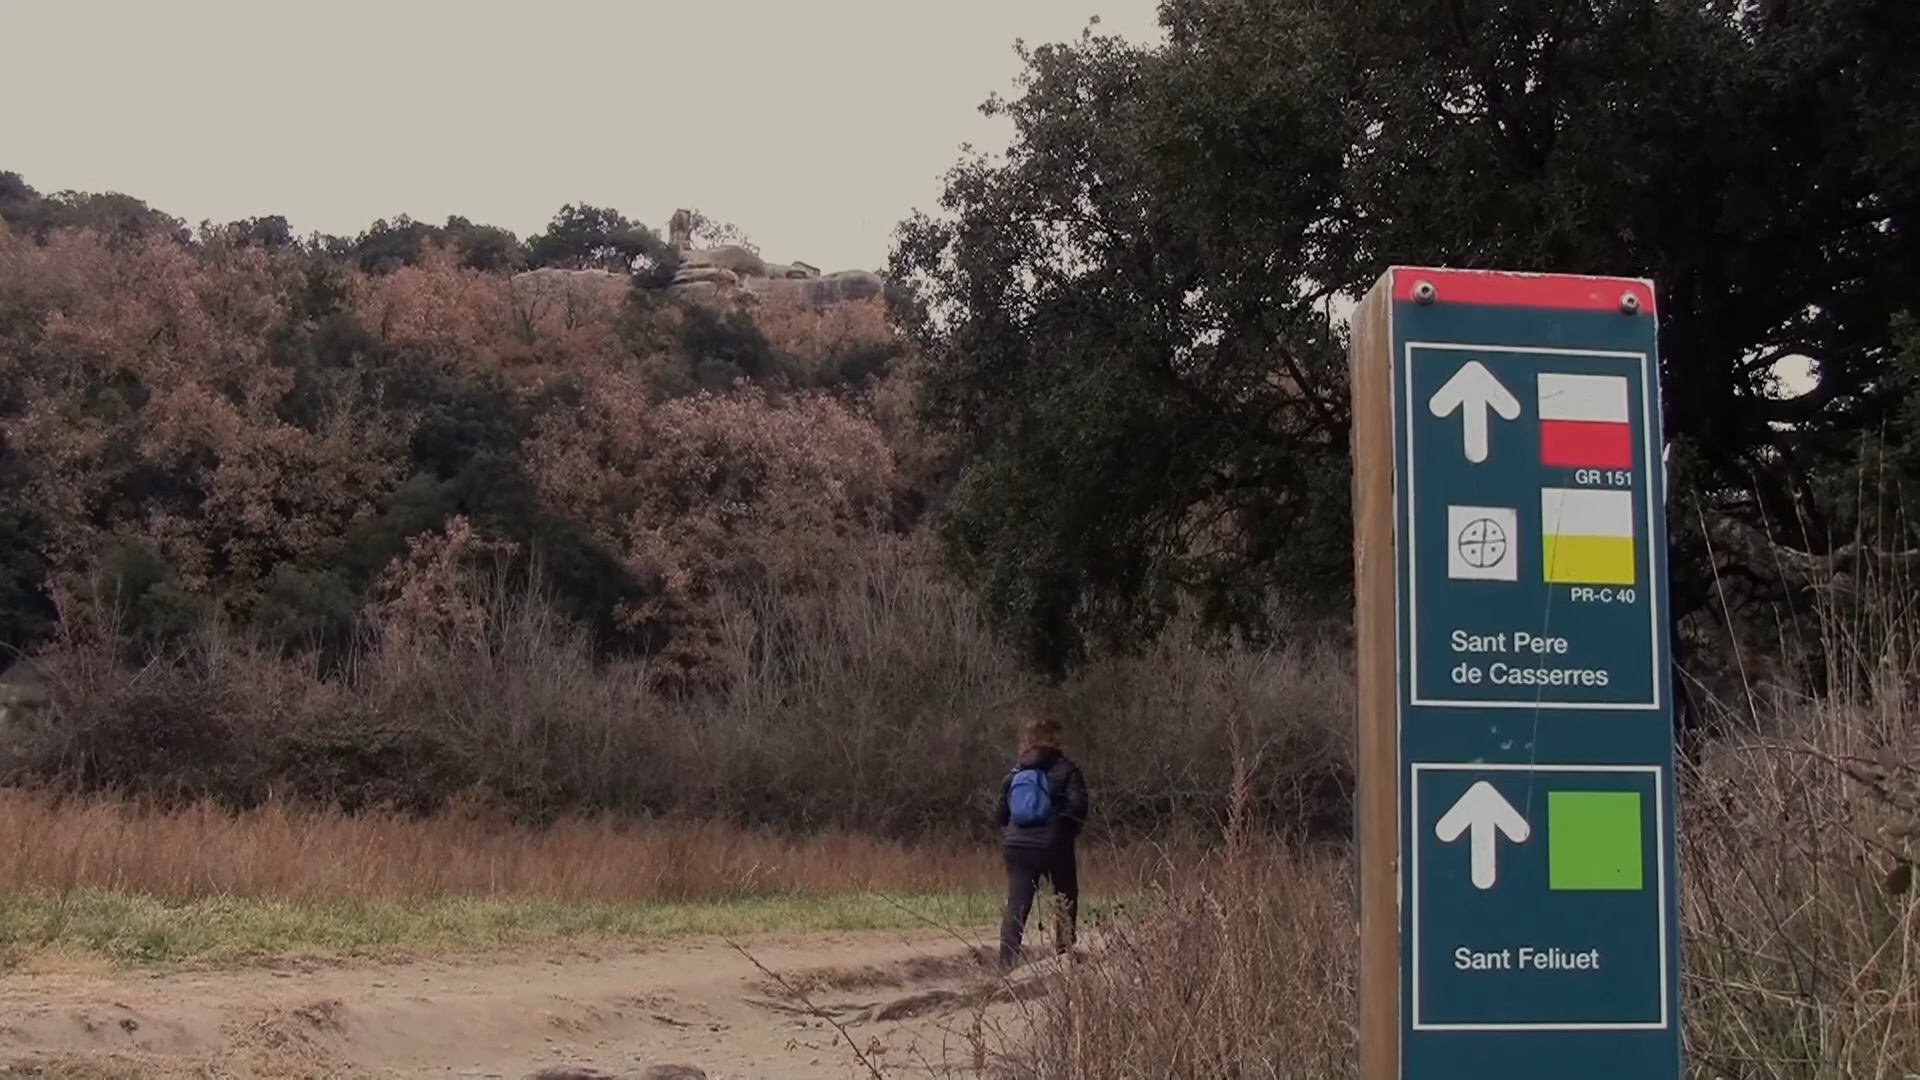 GR 151
PR-C 40
Sant Pere
de Casserres
Sant Feliuet